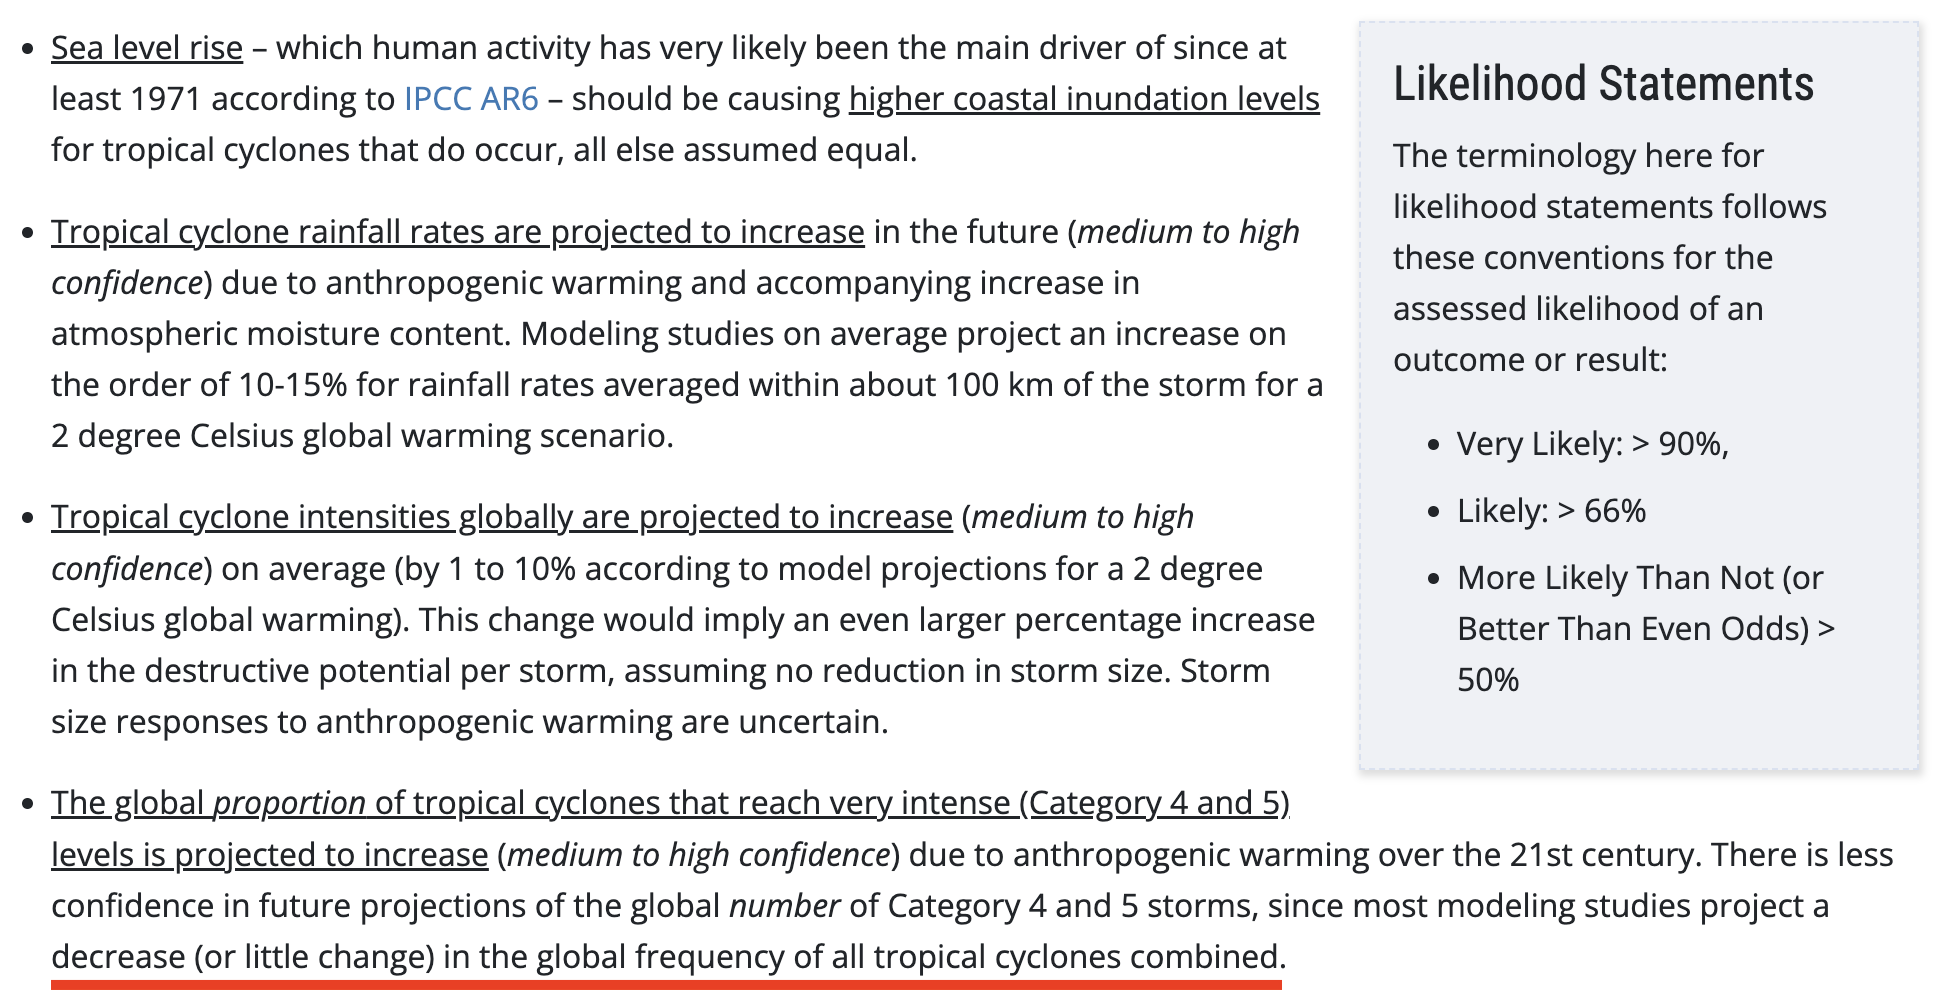 • Sea level rise – which human activity has very likely been the main driver of since at
least 1971 according to IPCC AR6 – should be causing higher coastal inundation levels
for tropical cyclones that do occur, all else assumed equal.
• Tropical cyclone rainfall rates are projected to increase in the future (medium to high
confidence) due to anthropogenic warming and accompanying increase in
atmospheric moisture content. Modeling studies on average project an increase on
the order of 10-15% for rainfall rates averaged within about 100 km of the storm for a
2 degree Celsius global warming scenario.
• Tropical cyclone intensities globally are projected to increase (medium to high
confidence) on average (by 1 to 10% according to model projections for a 2 degree
Celsius global warming). This change would imply an even larger percentage increase
in the destructive potential per storm, assuming no reduction in storm size. Storm
size responses to anthropogenic warming are uncertain.
• The global proportion of tropical cyclones that reach very intense (Category 4 and 5)
levels is projected to increase (medium to high confidence) due to anthropogenic warming over the 21st century. There is less
confidence in future projections of the global number of Category 4 and 5 storms, since most modeling studies project a
decrease (or little change) in the global frequency of all tropical cyclones combined.
Likelihood Statements
The terminology here for
likelihood statements follows
these conventions for the
assessed likelihood of an
outcome or result:
• Very Likely: > 90%,
• Likely: > 66%
• More Likely Than Not (or
Better Than Even Odds) >
50%